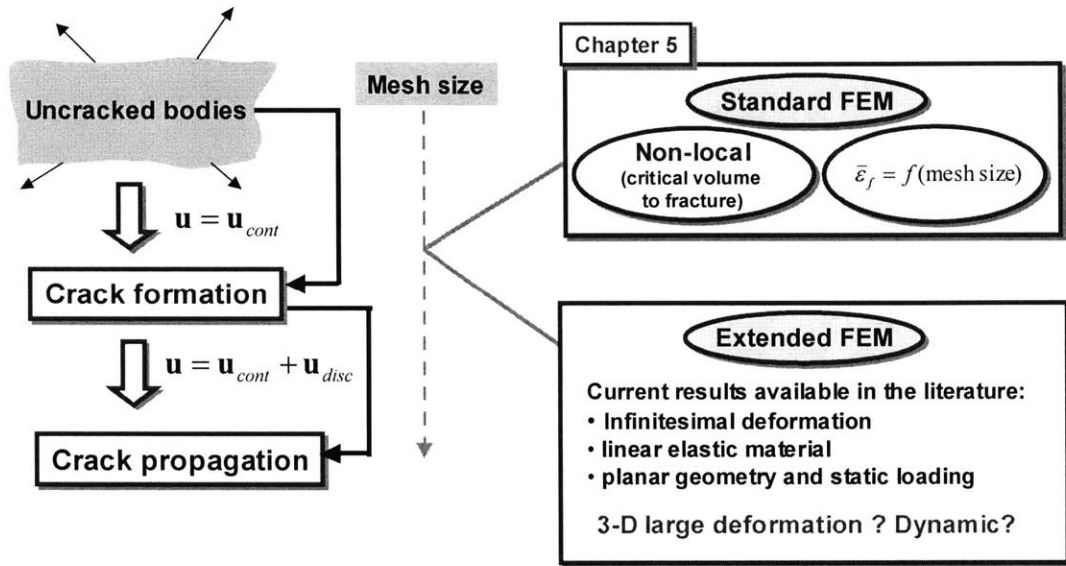 Uncracked bodies
u = u_cont
Crack formation
u = u_cont + u_disc
Crack propagation
Mesh size
Chapter 5
Standard FEM
Non-local
(critical volume
to fracture)
ε̄_f = f(mesh size)
Extended FEM
Current results available in the literature:
• Infinitesimal deformation
• linear elastic material
• planar geometry and static loading
3-D large deformation ? Dynamic?